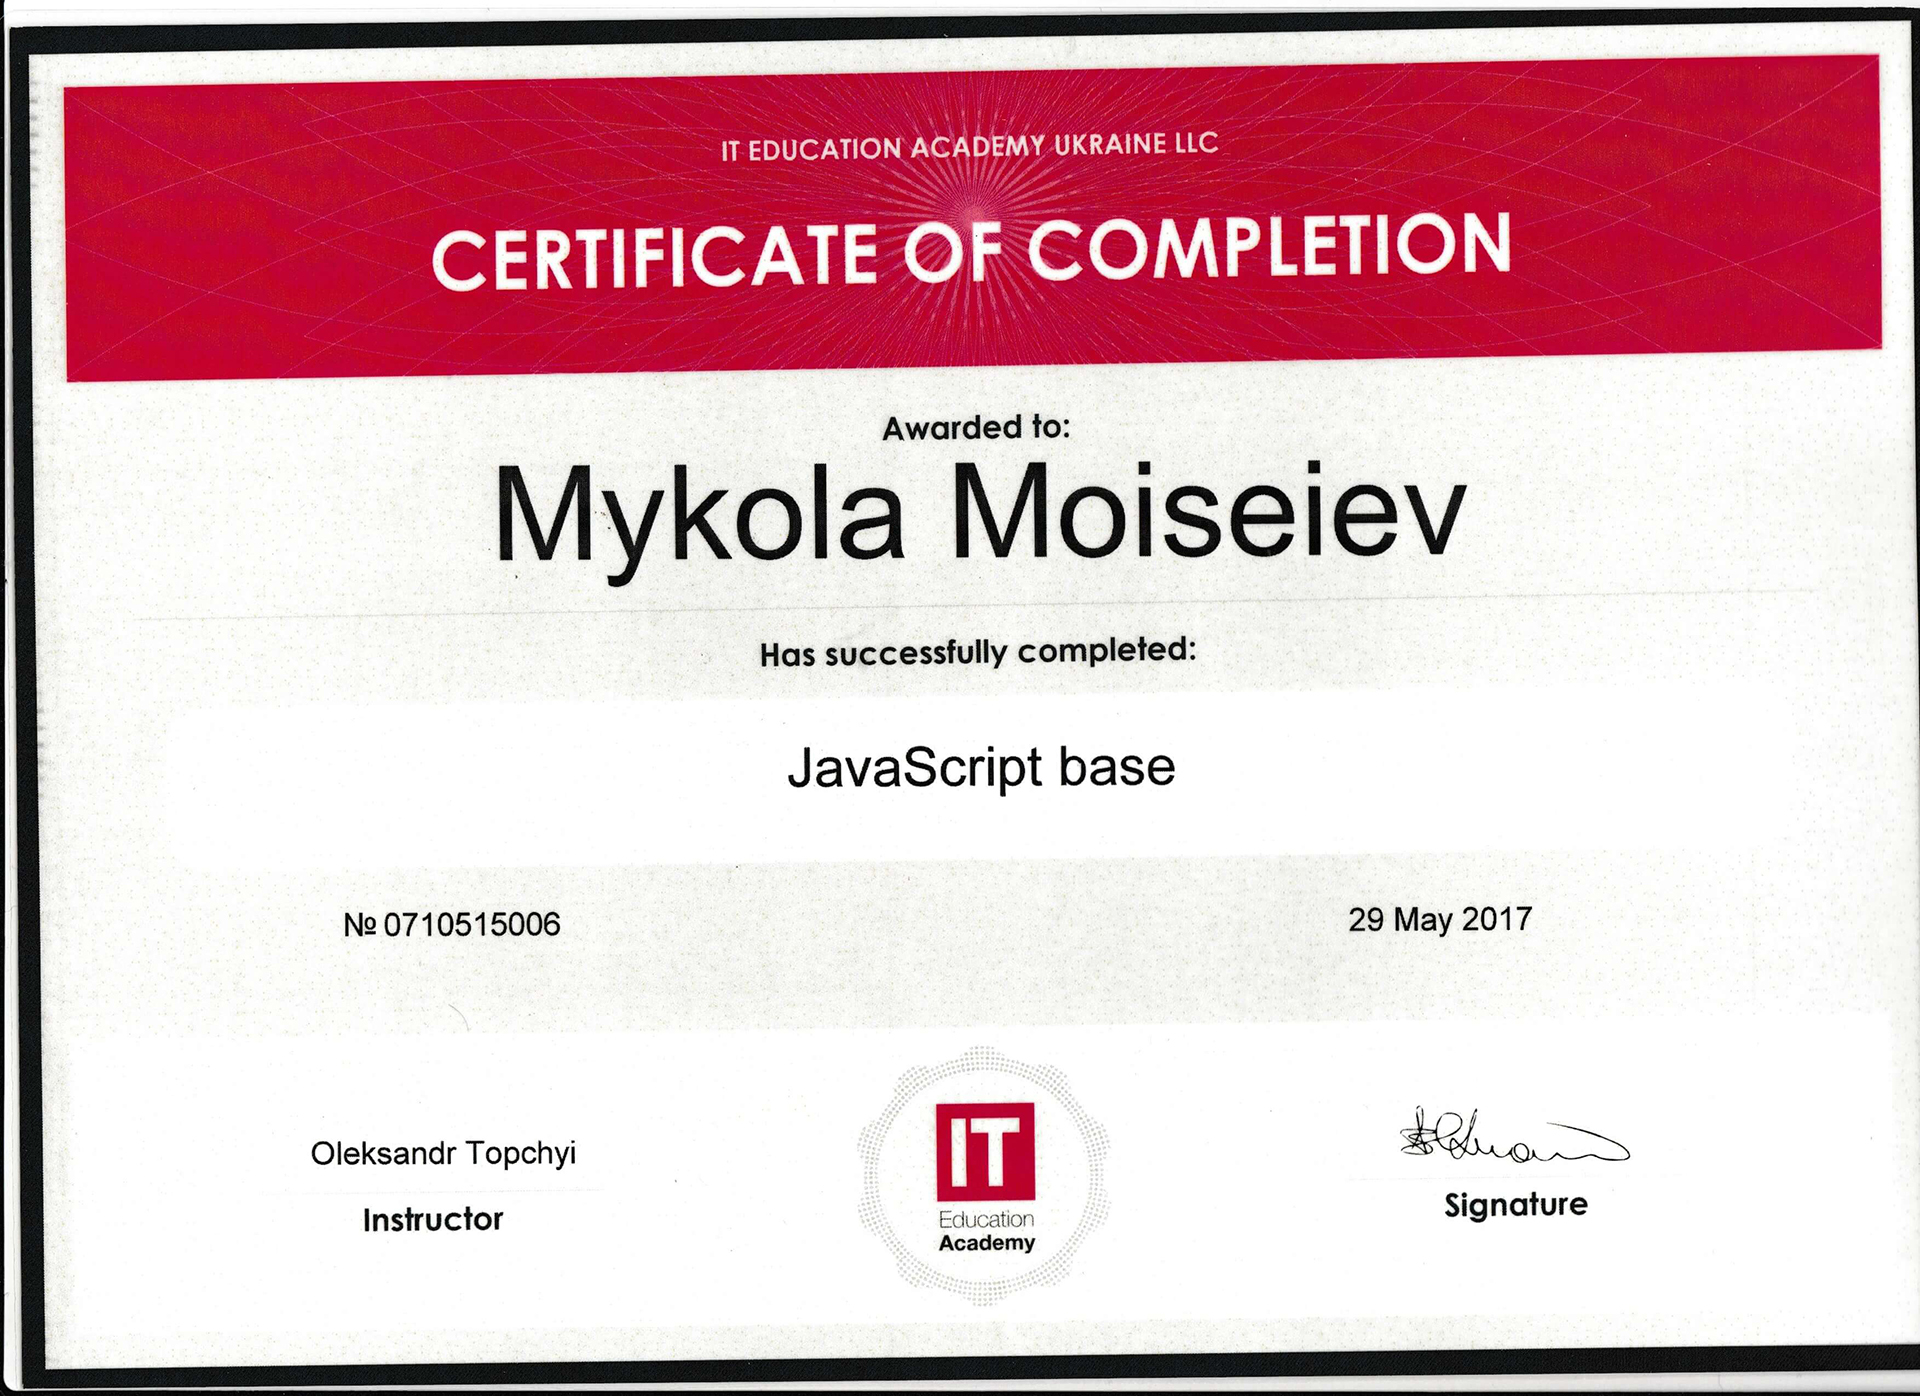 IT EDUCATION ACADEMY UKRAINE LLC
CERTIFICATE OF COMPLETION
Awarded to:
Mykola Moiseiev
Has successfully completed:
JavaScript base
№ 0710515006
29 May 2017
Oleksandr Topchyi
Instructor
IT
Education
Academy
Signature